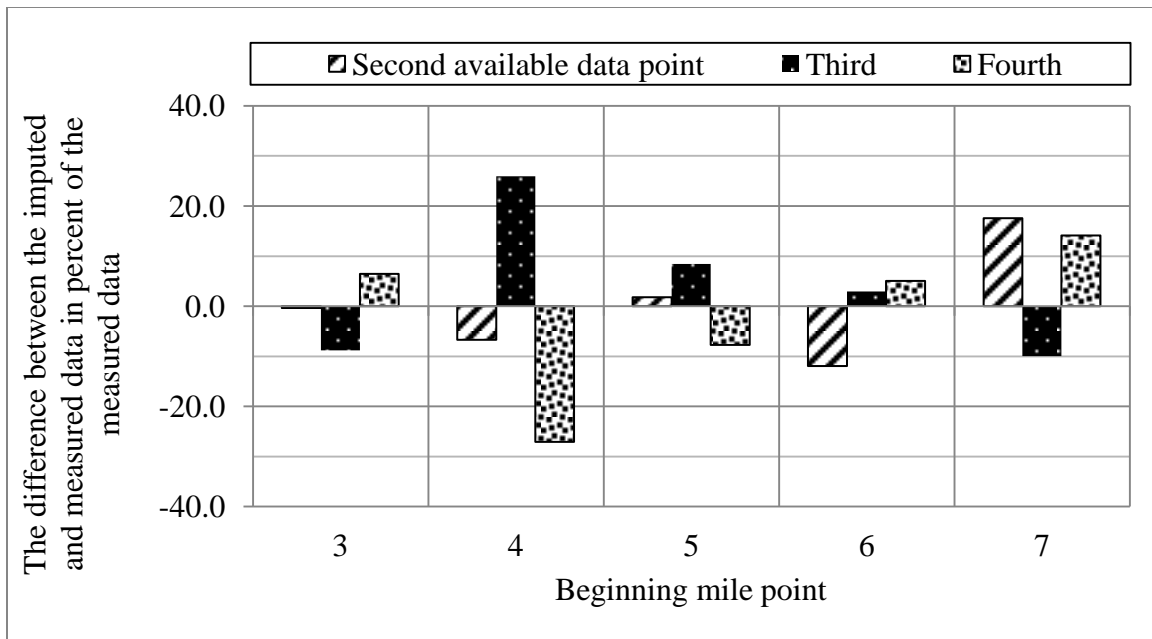 Second available data point Third Fourth
The difference between the imputed
and measured data in percent of the
measured data
40.0
20.0
0.0
-20.0
-40.0
3 4 5 6 7
Beginning mile point